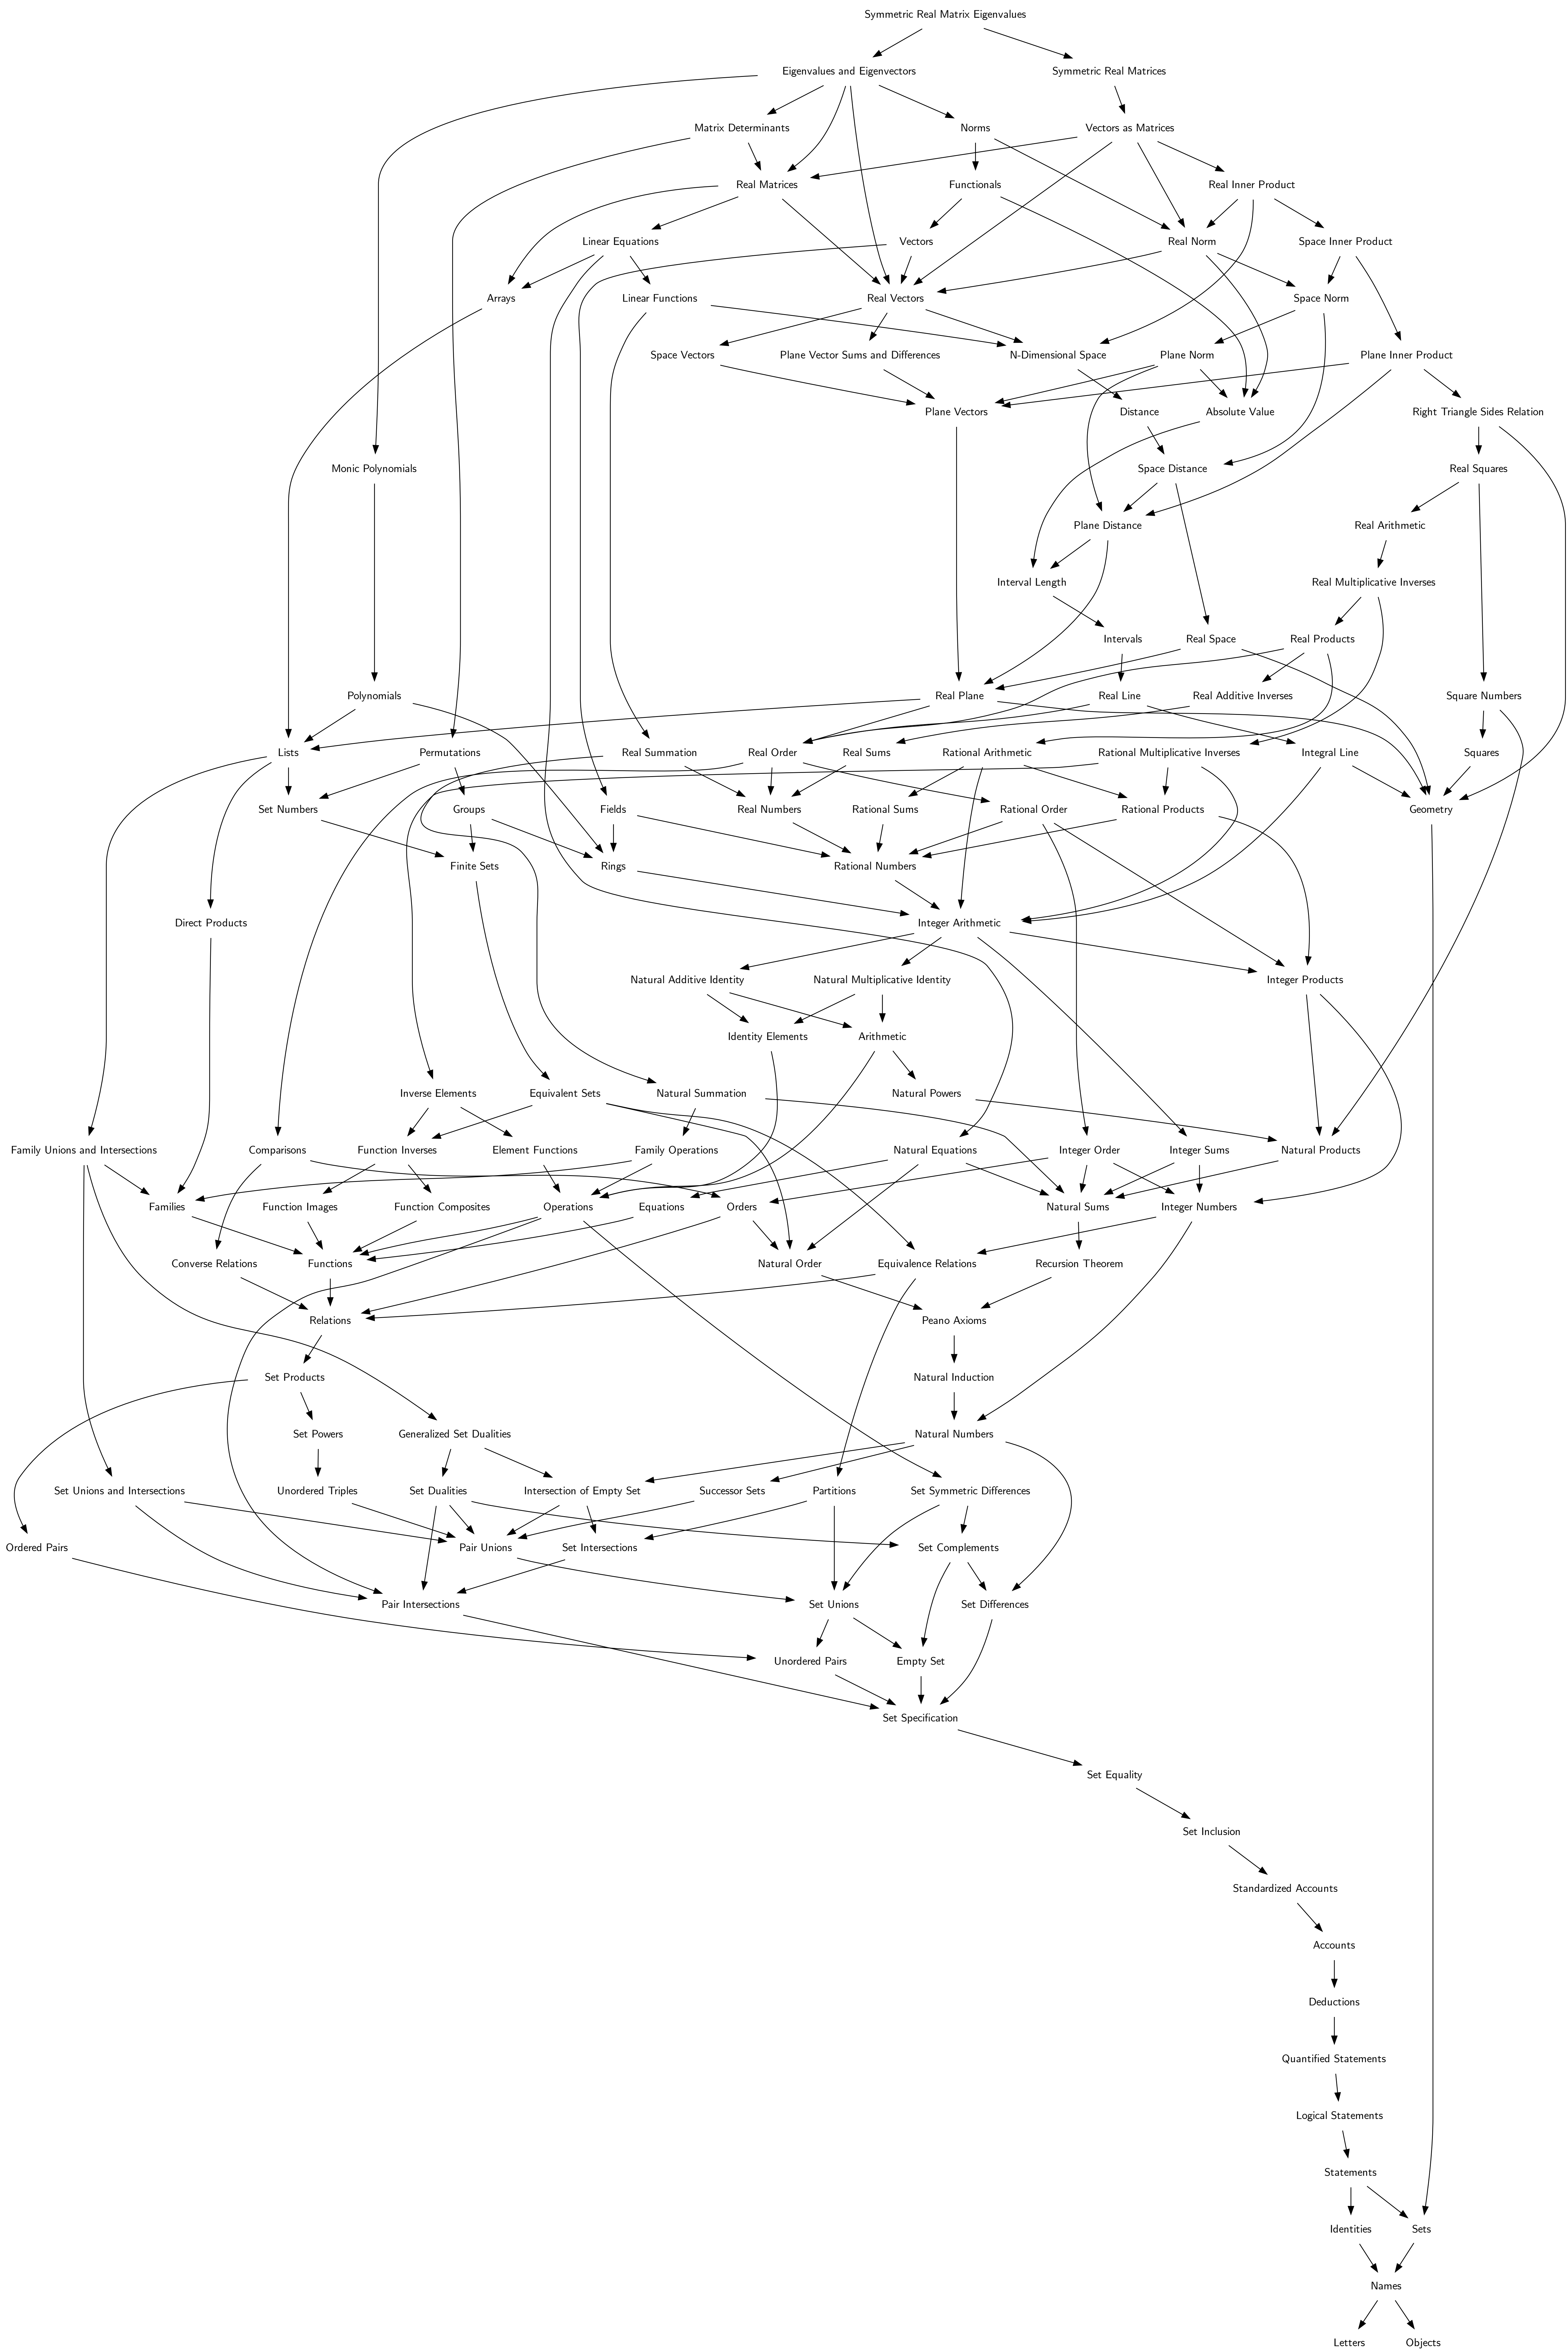 Symmetric Real Matrix Eigenvalues
Eigenvalues and Eigenvectors
Symmetric Real Matrices
Matrix Determinants
Norms
Vectors as Matrices
Real Matrices
Functionals
Real Inner Product
Linear Equations
Vectors
Real Norm
Space Inner Product
Arrays
Linear Functions
Real Vectors
Space Norm
Space Vectors
Plane Vector Sums and Differences
N-Dimensional Space
Plane Norm
Plane Inner Product
Plane Vectors
Distance
Absolute Value
Right Triangle Sides Relation
Monic Polynomials
Space Distance
Real Squares
Plane Distance
Real Arithmetic
Interval Length
Real Multiplicative Inverses
Intervals
Real Space
Real Products
Polynomials
Real Plane
Real Line
Real Additive Inverses
Square Numbers
Lists
Permutations
Real Summation
Real Order
Real Sums
Rational Arithmetic
Rational Multiplicative Inverses
Integral Line
Squares
Set Numbers
Groups
Fields
Real Numbers
Rational Sums
Rational Order
Rational Products
Geometry
Finite Sets
Rings
Rational Numbers
Direct Products
Integer Arithmetic
Natural Additive Identity
Natural Multiplicative Identity
Integer Products
Identity Elements
Arithmetic
Inverse Elements
Equivalent Sets
Natural Summation
Natural Powers
Family Unions and Intersections
Comparisons
Function Inverses
Element Functions
Family Operations
Natural Equations
Integer Order
Integer Sums
Natural Products
Families
Function Images
Function Composites
Operations
Equations
Orders
Natural Sums
Integer Numbers
Converse Relations
Functions
Natural Order
Equivalence Relations
Recursion Theorem
Relations
Peano Axioms
Set Products
Natural Induction
Set Powers
Generalized Set Dualities
Natural Numbers
Set Unions and Intersections
Unordered Triples
Set Dualities
Intersection of Empty Set
Successor Sets
Partitions
Set Symmetric Differences
Ordered Pairs
Pair Unions
Set Intersections
Set Complements
Pair Intersections
Set Unions
Set Differences
Unordered Pairs
Empty Set
Set Specification
Set Equality
Set Inclusion
Standardized Accounts
Accounts
Deductions
Quantified Statements
Logical Statements
Statements
Identities
Sets
Names
Letters
Objects